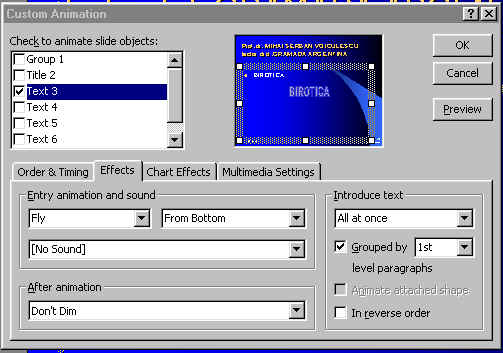 Custom Animation
Check to animate slide objects:
Group 1
Title 2
Text 3
Text 4
Text 5
Text 6
Prof.dr. MIHAI SERBAN VOICULESCU
GRAMADA ARGENTINA
BIROTICA
BIROTICA
OK
Cancel
Preview
Order & Timing
Effects
Chart Effects
Multimedia Settings
Entry animation and sound
Fly
From Bottom
[No Sound]
After animation
Don't Dim
Introduce text
All at once
Grouped by 1st
level paragraphs
Animate attached shape
In reverse order